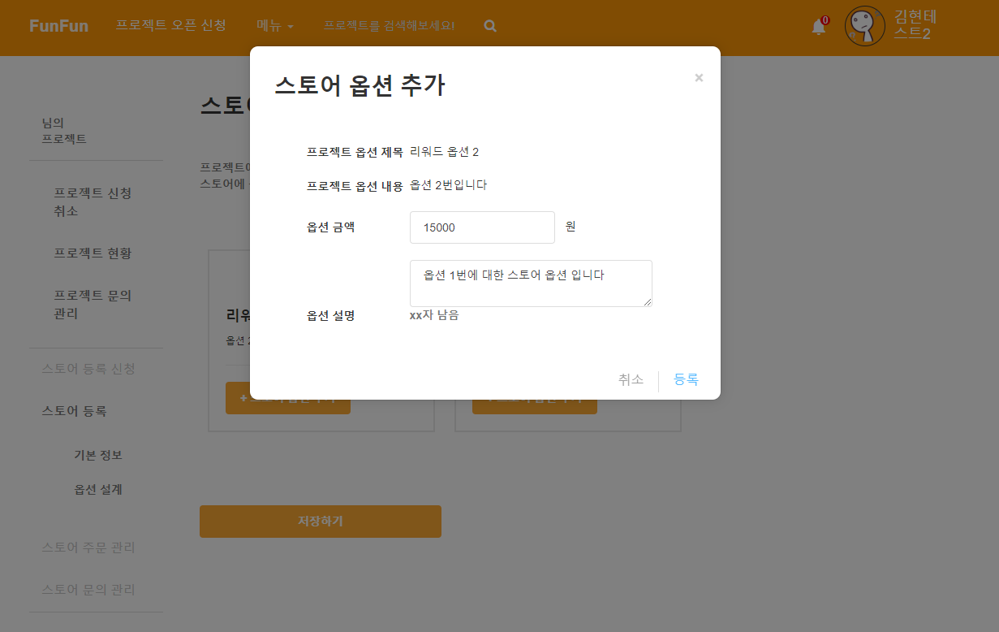 FunFun 프로젝트 오픈 신청 메뉴 프로젝트를 검색해보세요! 0 김현테
스트2
스토어 옵션 추가 ×
스토
님의
프로젝트
프로젝트 옵션 제목 리워드 옵션 2
프로젝트 옵션 내용 옵션 2번입니다
옵션 금액 15000 원
옵션 1번에 대한 스토어 옵션 입니다
옵션 설명 xx자 남음
취소 등록
프로젝트
스토어에
리워
옵션 2
프로젝트 신청
취소
프로젝트 현황
프로젝트 문의
관리
스토어 등록 신청
스토어 등록
기본 정보
옵션 설계
스토어 주문 관리
스토어 문의 관리
저장하기